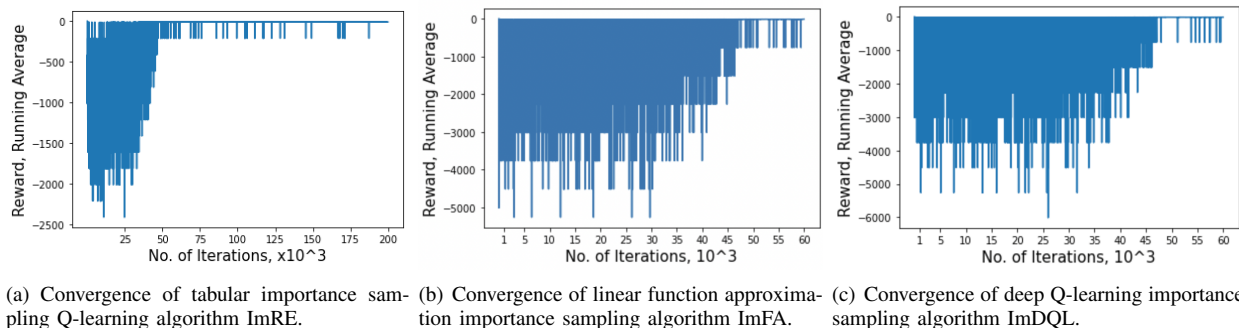 Reward, Running Average
0
−500
−1000
−1500
−2000
−2500
25 50 75 100 125 150 175 200
No. of Iterations, x10^3
Reward, Running Average
0
−1000
−2000
−3000
−4000
−5000
1 5 10 15 20 25 30 35 40 45 50 55 60
No. of Iterations, 10^3
Reward, Running Average
0
−1000
−2000
−3000
−4000
−5000
−6000
1 5 10 15 20 25 30 35 40 45 50 55 60
No. of Iterations, 10^3
(a) Convergence of tabular importance sam-
pling Q-learning algorithm ImRE.
(b) Convergence of linear function approxima-
tion importance sampling algorithm ImFA.
(c) Convergence of deep Q-learning importance
sampling algorithm ImDQL.